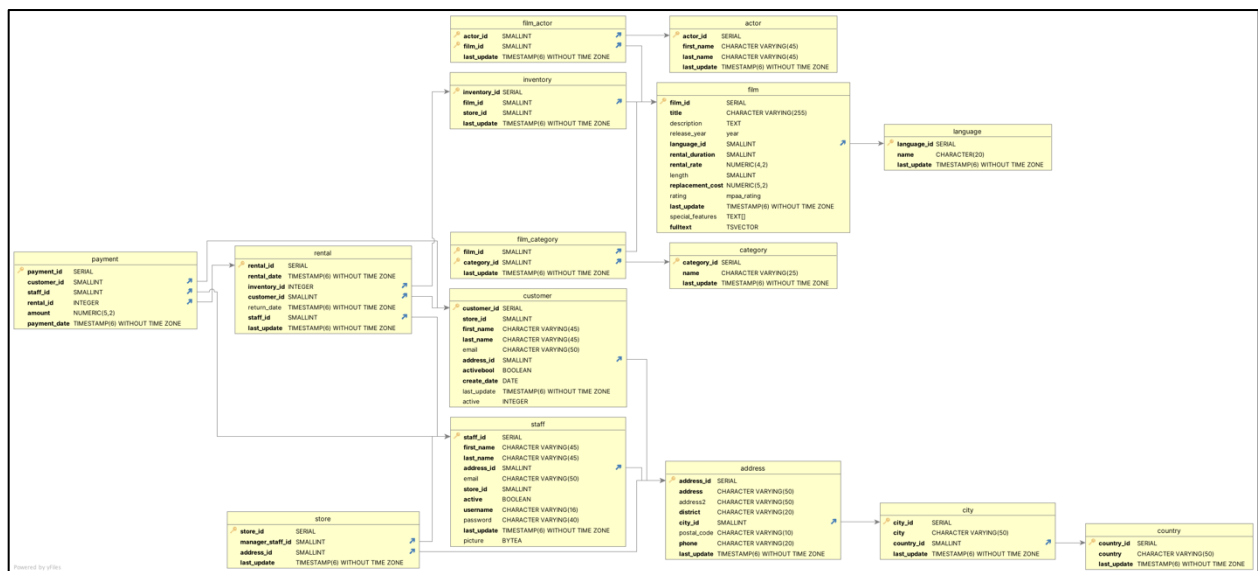 film_actor
actor_id SMALLINT
film_id SMALLINT
last_update TIMESTAMP(6) WITHOUT TIME ZONE
actor
actor_id SERIAL
first_name CHARACTER VARYING(45)
last_name CHARACTER VARYING(45)
last_update TIMESTAMP(6) WITHOUT TIME ZONE
inventory
inventory_id SERIAL
film_id SMALLINT
store_id SMALLINT
last_update TIMESTAMP(6) WITHOUT TIME ZONE
film
film_id SERIAL
title CHARACTER VARYING(255)
description TEXT
release_year year
language_id SMALLINT
rental_duration SMALLINT
rental_rate NUMERIC(4,2)
length SMALLINT
replacement_cost NUMERIC(5,2)
rating mpaa_rating
last_update TIMESTAMP(6) WITHOUT TIME ZONE
special_features TEXT[]
fulltext TSVECTOR
language
language_id SERIAL
name CHARACTER(20)
last_update TIMESTAMP(6) WITHOUT TIME ZONE
film_category
film_id SMALLINT
category_id SMALLINT
last_update TIMESTAMP(6) WITHOUT TIME ZONE
category
category_id SERIAL
name CHARACTER VARYING(25)
last_update TIMESTAMP(6) WITHOUT TIME ZONE
payment
payment_id SERIAL
customer_id SMALLINT
staff_id SMALLINT
rental_id INTEGER
amount NUMERIC(5,2)
payment_date TIMESTAMP(6) WITHOUT TIME ZONE
rental
rental_id SERIAL
rental_date TIMESTAMP(6) WITHOUT TIME ZONE
inventory_id INTEGER
customer_id SMALLINT
return_date TIMESTAMP(6) WITHOUT TIME ZONE
staff_id SMALLINT
last_update TIMESTAMP(6) WITHOUT TIME ZONE
customer
customer_id SERIAL
store_id SMALLINT
first_name CHARACTER VARYING(45)
last_name CHARACTER VARYING(45)
email CHARACTER VARYING(50)
address_id SMALLINT
activebool BOOLEAN
create_date DATE
last_update TIMESTAMP(6) WITHOUT TIME ZONE
active INTEGER
staff
staff_id SERIAL
first_name CHARACTER VARYING(45)
last_name CHARACTER VARYING(45)
address_id SMALLINT
email CHARACTER VARYING(50)
store_id SMALLINT
active BOOLEAN
username CHARACTER VARYING(16)
password CHARACTER VARYING(40)
last_update TIMESTAMP(6) WITHOUT TIME ZONE
picture BYTEA
store
store_id SERIAL
manager_staff_id SMALLINT
address_id SMALLINT
last_update TIMESTAMP(6) WITHOUT TIME ZONE
address
address_id SERIAL
address CHARACTER VARYING(50)
address2 CHARACTER VARYING(50)
district CHARACTER VARYING(20)
city_id SMALLINT
postal_code CHARACTER VARYING(10)
phone CHARACTER VARYING(20)
last_update TIMESTAMP(6) WITHOUT TIME ZONE
city
city_id SERIAL
city CHARACTER VARYING(50)
country_id SMALLINT
last_update TIMESTAMP(6) WITHOUT TIME ZONE
country
country_id SERIAL
country CHARACTER VARYING(50)
last_update TIMESTAMP(6) WITHOUT TIME ZONE
Powered by yFiles